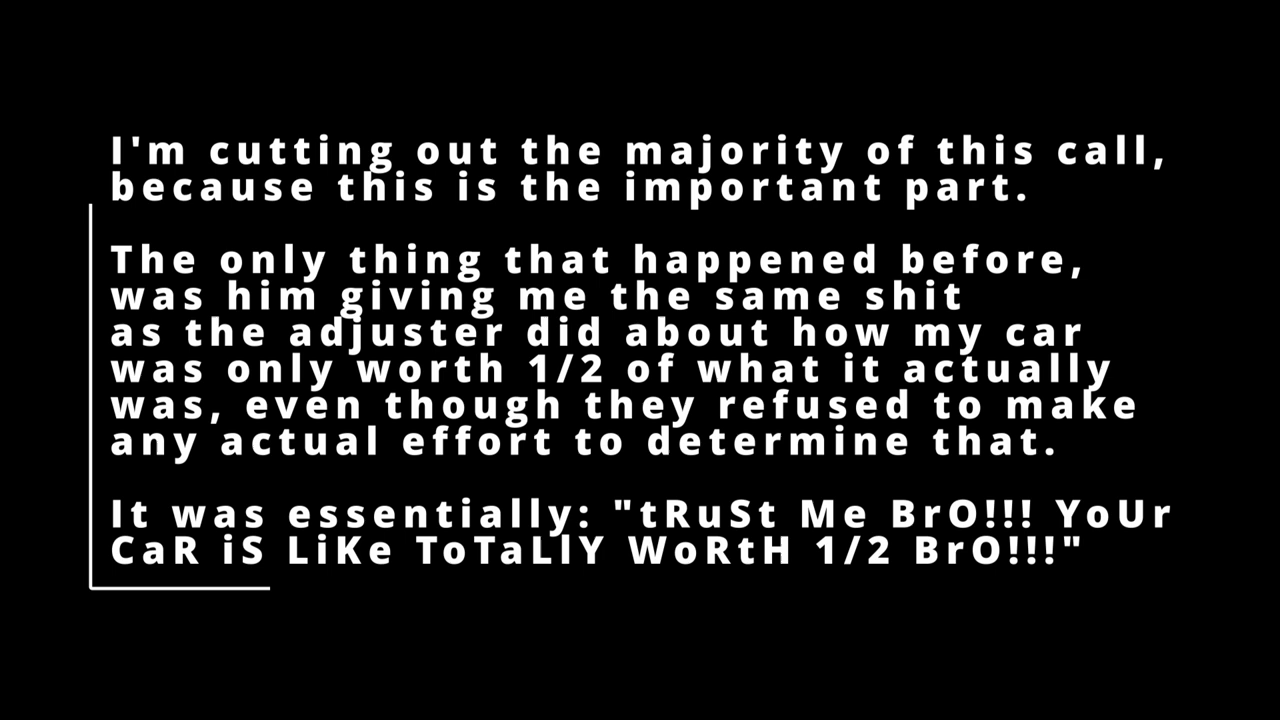 I'm cutting out the majority of this call,
because this is the important part.
The only thing that happened before,
was him giving me the same shit
as the adjuster did about how my car
was only worth 1/2 of what it actually
was, even though they refused to make
any actual effort to determine that.
It was essentially: "tRuSt Me BrO!!! YoUr
CaR iS LiKe ToTaLlY WoRtH 1/2 BrO!!!"